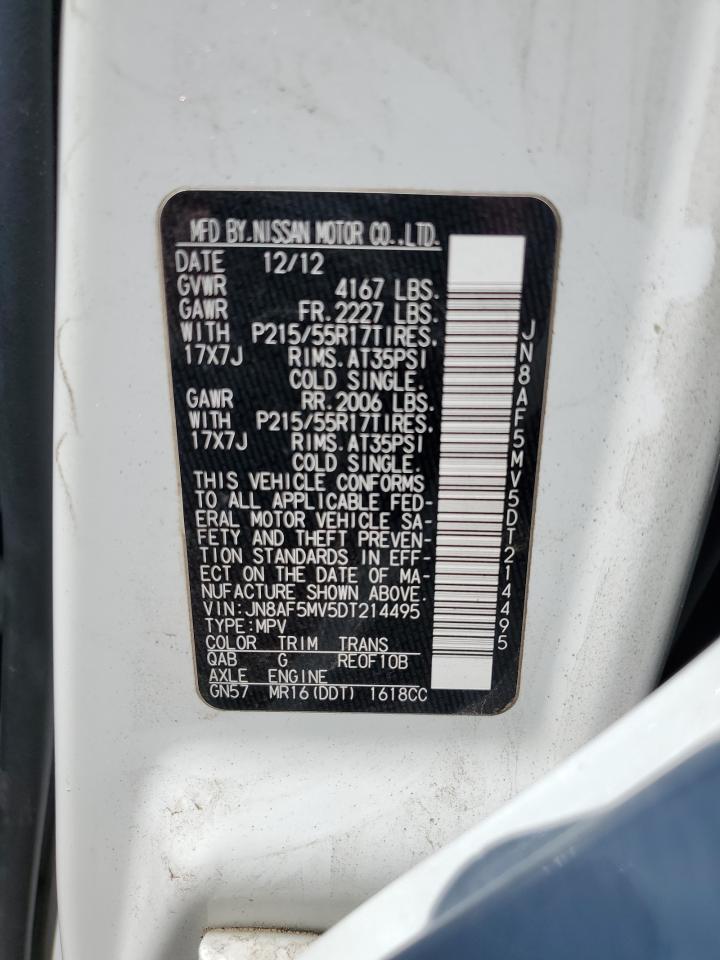 MFD BY.NISSAN MOTOR CO.,LTD.
DATE 12/12
GVWR 4167 LBS.
GAWR FR.2227 LBS.
WITH P215/55R17TIRES.
17X7J RIMS.AT35PSI
COLD SINGLE.
GAWR RR.2006 LBS.
WITH P215/55R17TIRES.
17X7J RIMS.AT35PSI
COLD SINGLE.
THIS VEHICLE CONFORMS
TO ALL APPLICABLE FED-
ERAL MOTOR VEHICLE SA-
FETY AND THEFT PREVEN-
TION STANDARDS IN EFF-
ECT ON THE DATE OF MA-
NUFACTURE SHOWN ABOVE.
VIN:JN8AF5MV5DT214495
TYPE:MPV
COLOR TRIM TRANS
QAB G RE0F10B
AXLE ENGINE
GN57 MR16(DDT) 1618CC
JN8AF5MV5DT214495